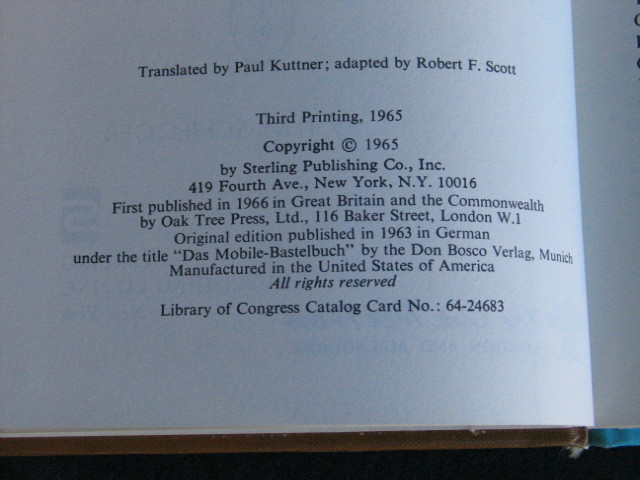 Translated by Paul Kuttner; adapted by Robert F. Scott
Third Printing, 1965
Copyright © 1965
by Sterling Publishing Co., Inc.
419 Fourth Ave., New York, N.Y. 10016
First published in 1966 in Great Britain and the Commonwealth
by Oak Tree Press, Ltd., 116 Baker Street, London W.1
Original edition published in 1963 in German
under the title “Das Mobile-Bastelbuch” by the Don Bosco Verlag, Munich
Manufactured in the United States of America
All rights reserved
Library of Congress Catalog Card No.: 64-24683